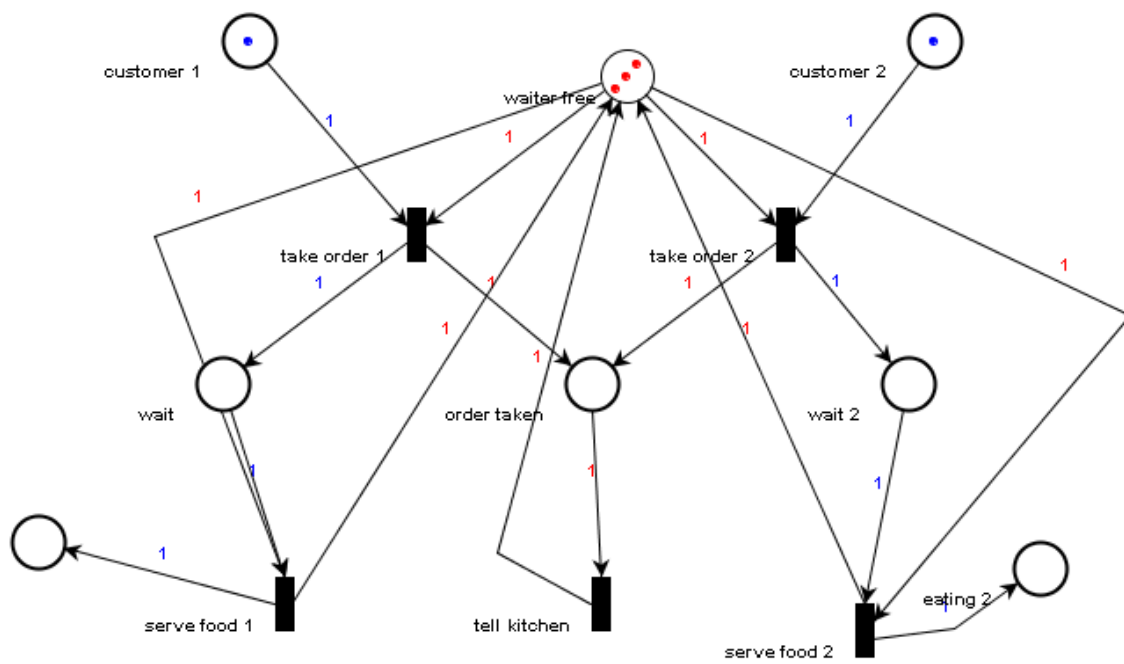 customer 1
customer 2
waiter free
1
1
1
1
1
take order 1
take order 2
1
1
1
1
1
1
1
1
wait
order taken
wait 2
1
1
1
1
1
eating 2
serve food 1
tell kitchen
serve food 2